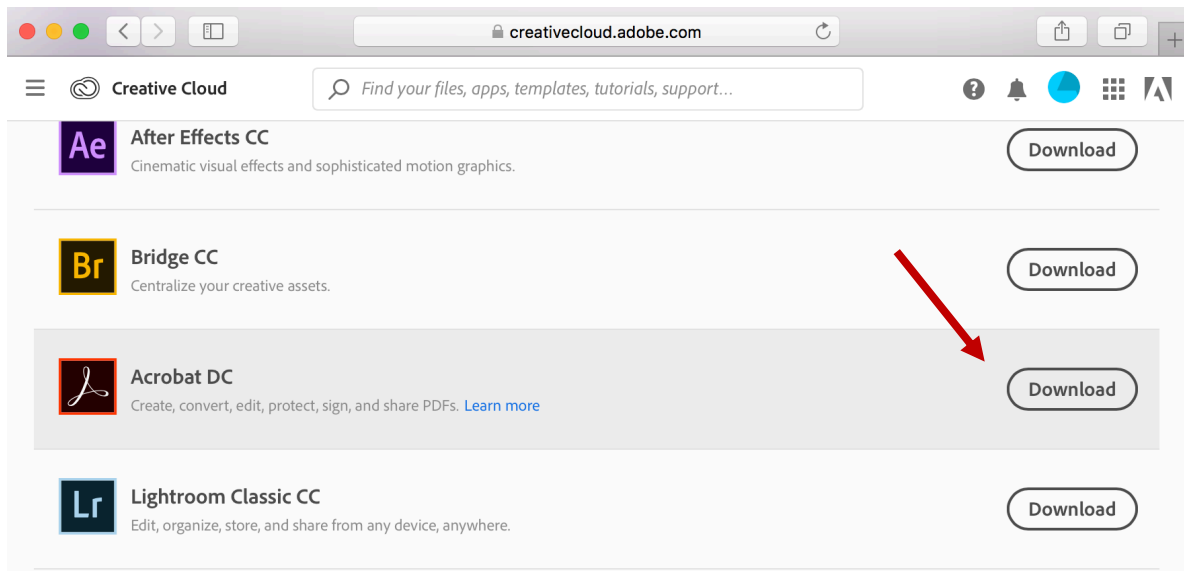 creativecloud.adobe.com
Creative Cloud
Find your files, apps, templates, tutorials, support...
Ae
After Effects CC
Cinematic visual effects and sophisticated motion graphics.
Download
Br
Bridge CC
Centralize your creative assets.
Download
Acrobat DC
Create, convert, edit, protect, sign, and share PDFs. Learn more
Download
Lr
Lightroom Classic CC
Edit, organize, store, and share from any device, anywhere.
Download